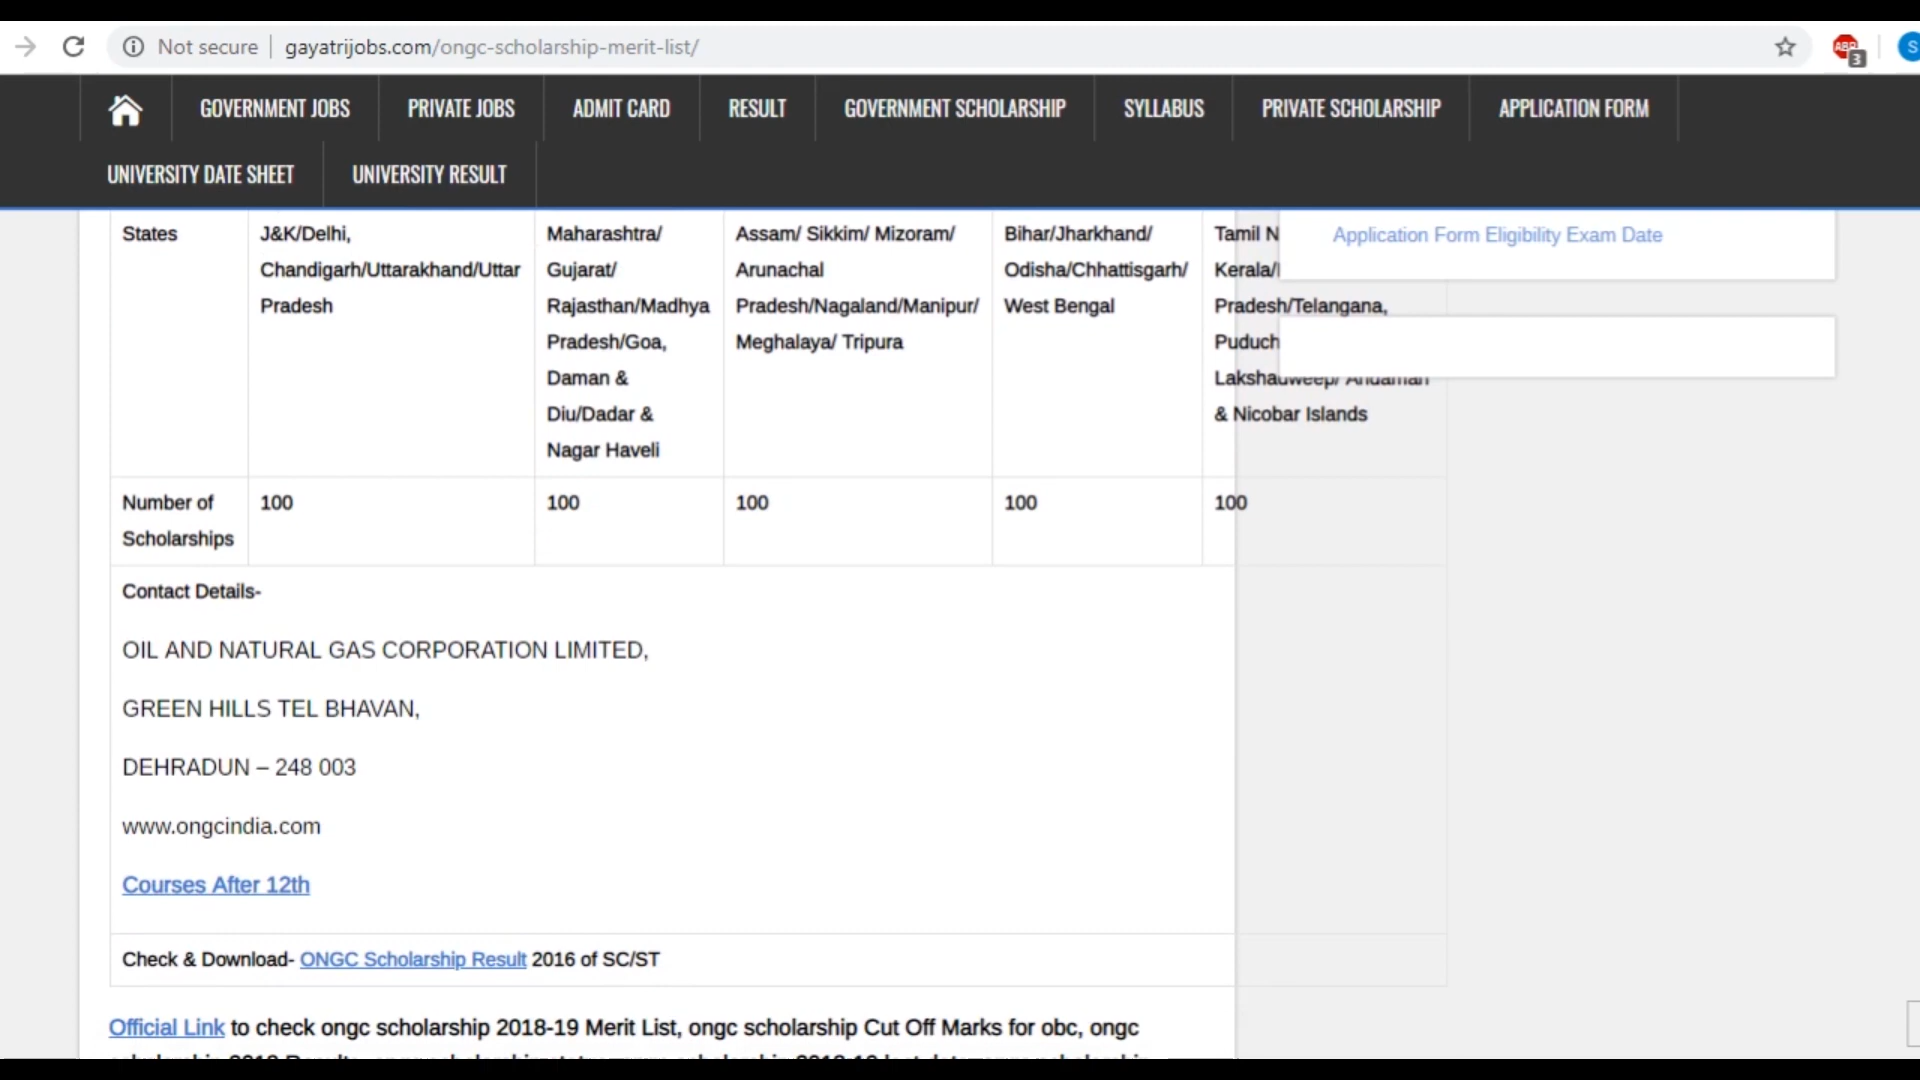 Not secure gayatrijobs.com/ongc-scholarship-merit-list/
ABP 3 S
GOVERNMENT JOBS PRIVATE JOBS ADMIT CARD RESULT GOVERNMENT SCHOLARSHIP SYLLABUS PRIVATE SCHOLARSHIP APPLICATION FORM
UNIVERSITY DATE SHEET UNIVERSITY RESULT
States
J&K/Delhi,
Chandigarh/Uttarakhand/Uttar
Pradesh
Maharashtra/
Gujarat/
Rajasthan/Madhya
Pradesh/Goa,
Daman &
Diu/Dadar &
Nagar Haveli
Assam/ Sikkim/ Mizoram/
Arunachal
Pradesh/Nagaland/Manipur/
Meghalaya/ Tripura
Bihar/Jharkhand/
Odisha/Chhattisgarh/
West Bengal
Tamil N
Kerala/
Pradesh/Telangana,
Puduch
Lakshadweep/ Andaman
& Nicobar Islands
Application Form Eligibility Exam Date
Number of
Scholarships
100 100 100 100 100
Contact Details-
OIL AND NATURAL GAS CORPORATION LIMITED,
GREEN HILLS TEL BHAVAN,
DEHRADUN – 248 003
www.ongcindia.com
Courses After 12th
Check & Download- ONGC Scholarship Result 2016 of SC/ST
Official Link to check ongc scholarship 2018-19 Merit List, ongc scholarship Cut Off Marks for obc, ongc